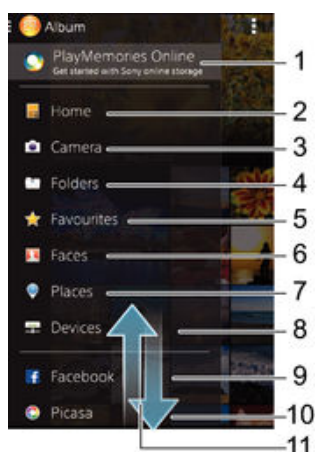 Album
PlayMemories Online
Get started with Sony online storage
Home
Camera
Folders
Favourites
Faces
Places
Devices
Facebook
Picasa
1
2
3
4
5
6
7
8
9
10
11